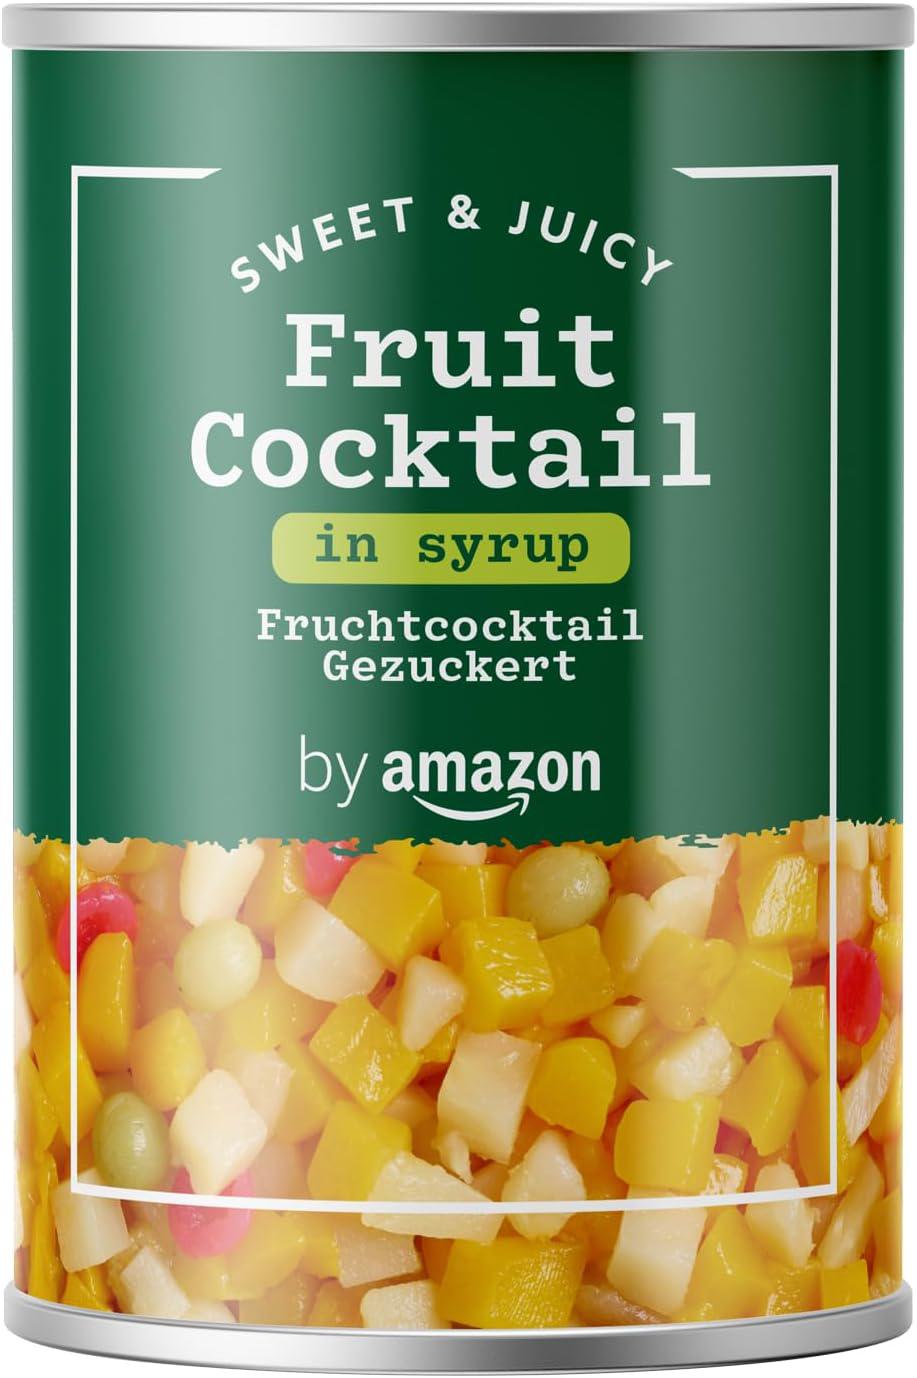 SWEET & JUICY
Fruit
Cocktail
in syrup
Fruchtcocktail
Gezuckert
by amazon